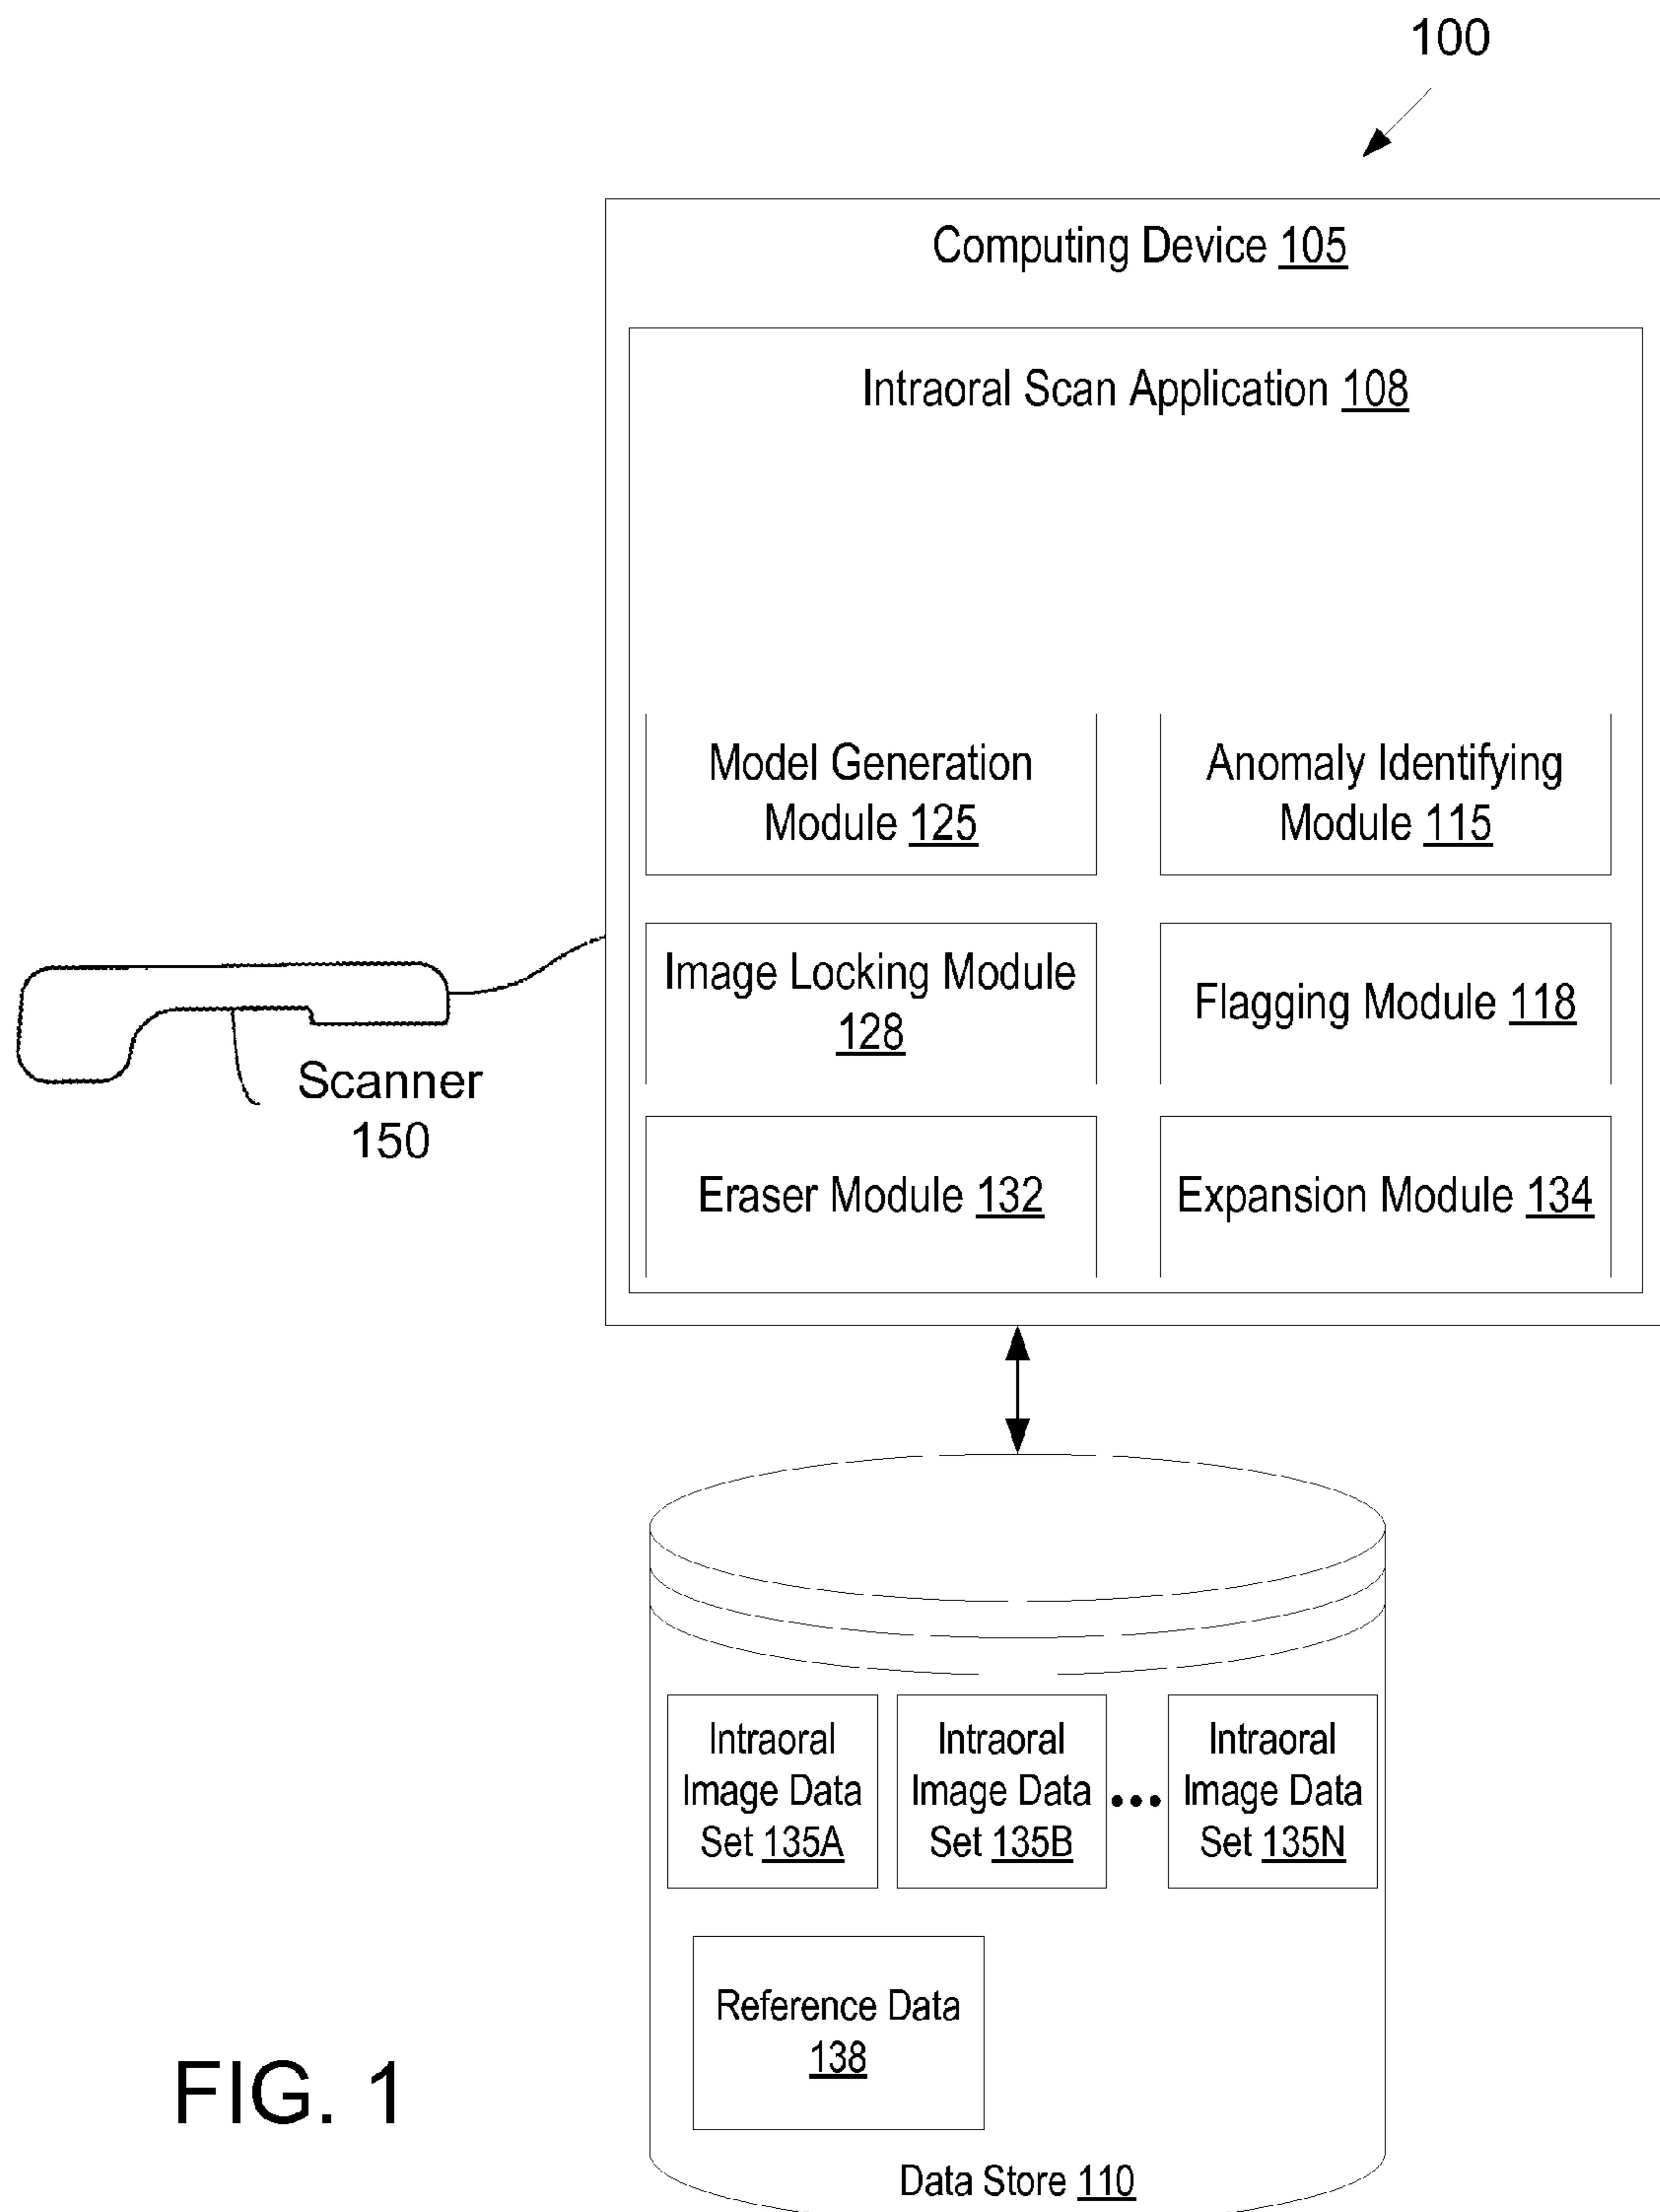 100
Computing Device 105
Intraoral Scan Application 108
Model Generation
Module 125
Anomaly Identifying
Module 115
Image Locking Module
128
Flagging Module 118
Scanner
150
Eraser Module 132
Expansion Module 134
Intraoral
Image Data
Set 135A
Intraoral
Image Data
Set 135B
•••
Intraoral
Image Data
Set 135N
Reference Data
138
Data Store 110
FIG. 1